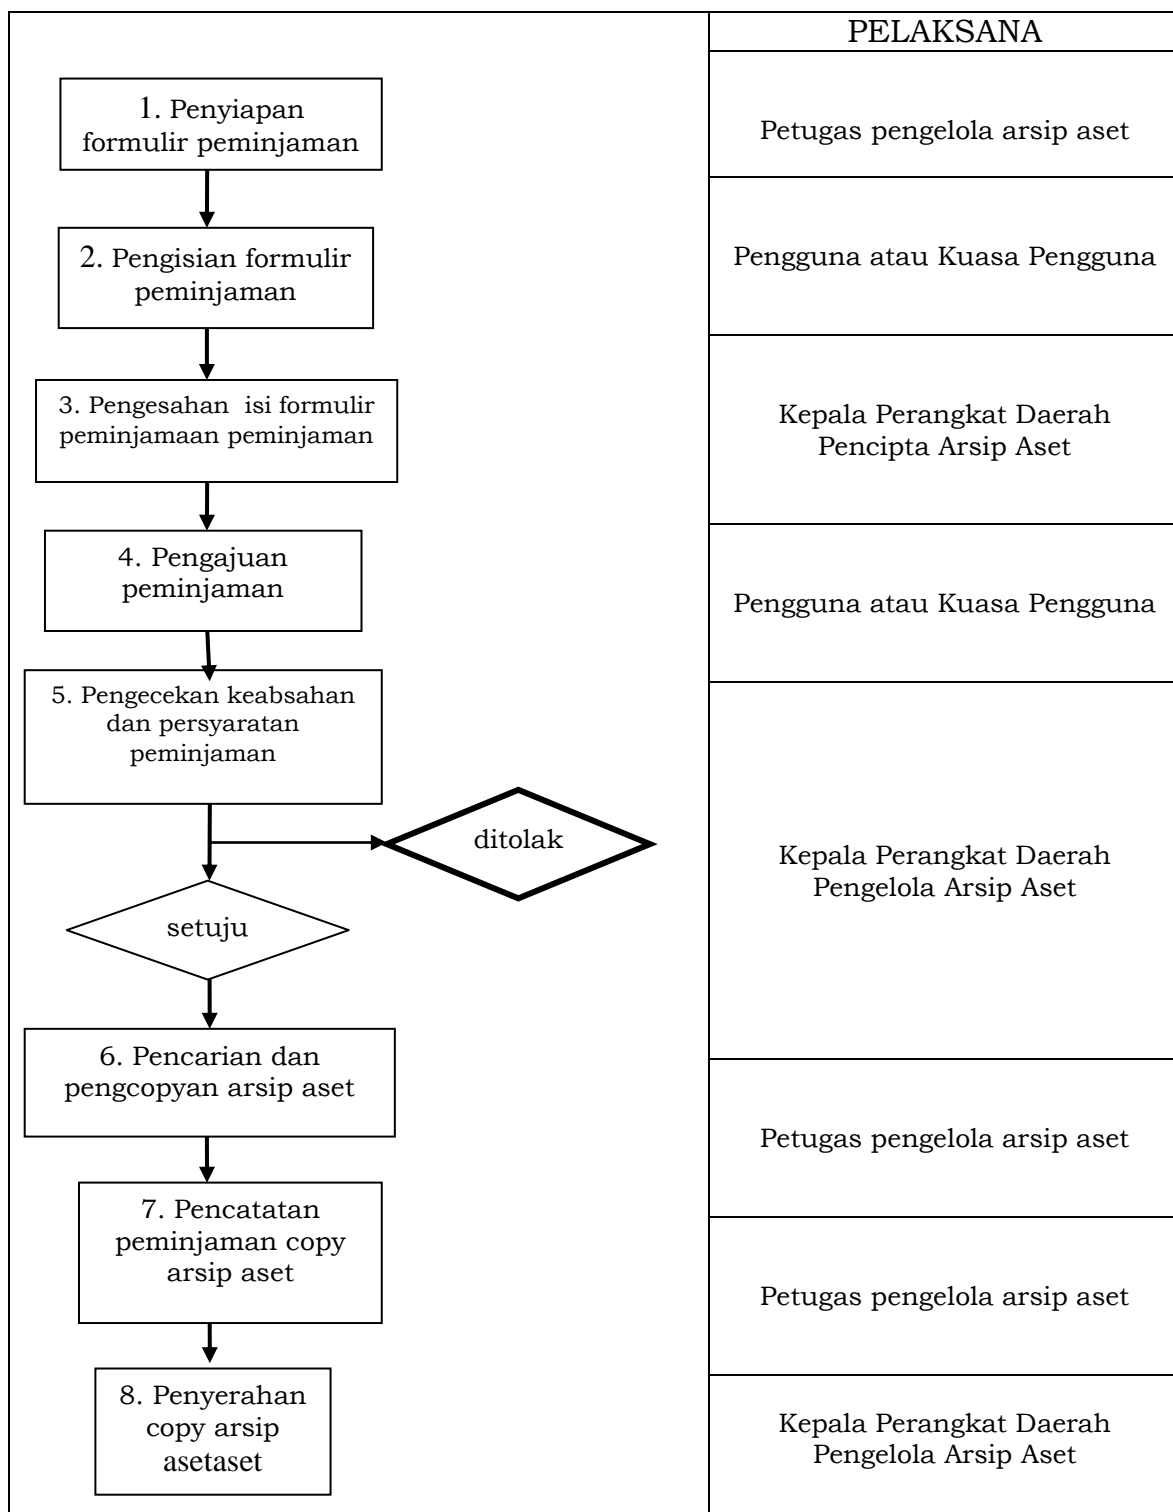 PELAKSANA
1. Penyiapan
formulir peminjaman
Petugas pengelola arsip aset
2. Pengisian formulir
peminjaman
Pengguna atau Kuasa Pengguna
3. Pengesahan  isi formulir
peminjamaan peminjaman
Kepala Perangkat Daerah
Pencipta Arsip Aset
4. Pengajuan
peminjaman
Pengguna atau Kuasa Pengguna
5. Pengecekan keabsahan
dan persyaratan
peminjaman
ditolak
setuju
Kepala Perangkat Daerah
Pengelola Arsip Aset
6. Pencarian dan
pengcopyan arsip aset
Petugas pengelola arsip aset
7. Pencatatan
peminjaman copy
arsip aset
Petugas pengelola arsip aset
8. Penyerahan
copy arsip
asetaset
Kepala Perangkat Daerah
Pengelola Arsip Aset